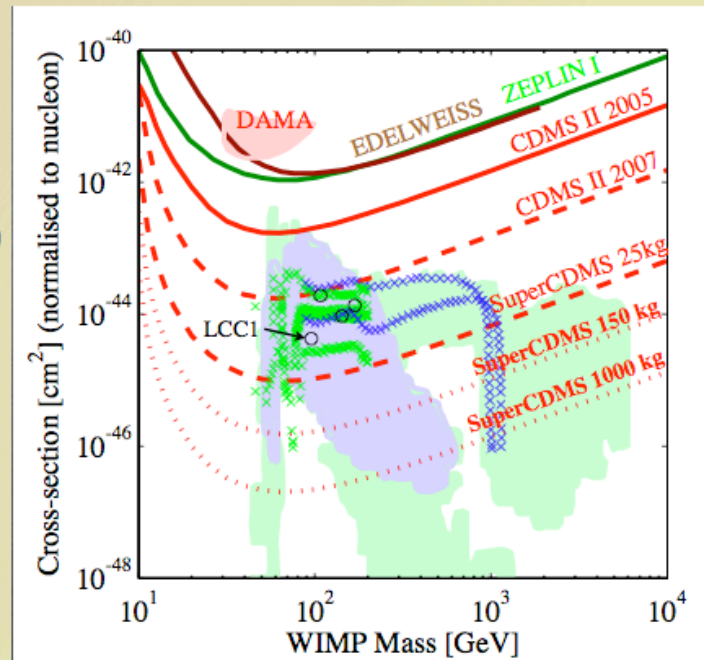 10^-40
10^-42
10^-44
10^-46
10^-48
Cross-section [cm^2] (normalised to nucleon)
DAMA
EDELWEISS
ZEPLIN I
CDMS II 2005
CDMS II 2007
SuperCDMS 25kg
SuperCDMS 150 kg
SuperCDMS 1000 kg
LCC1
10^1
10^2
10^3
10^4
WIMP Mass [GeV]